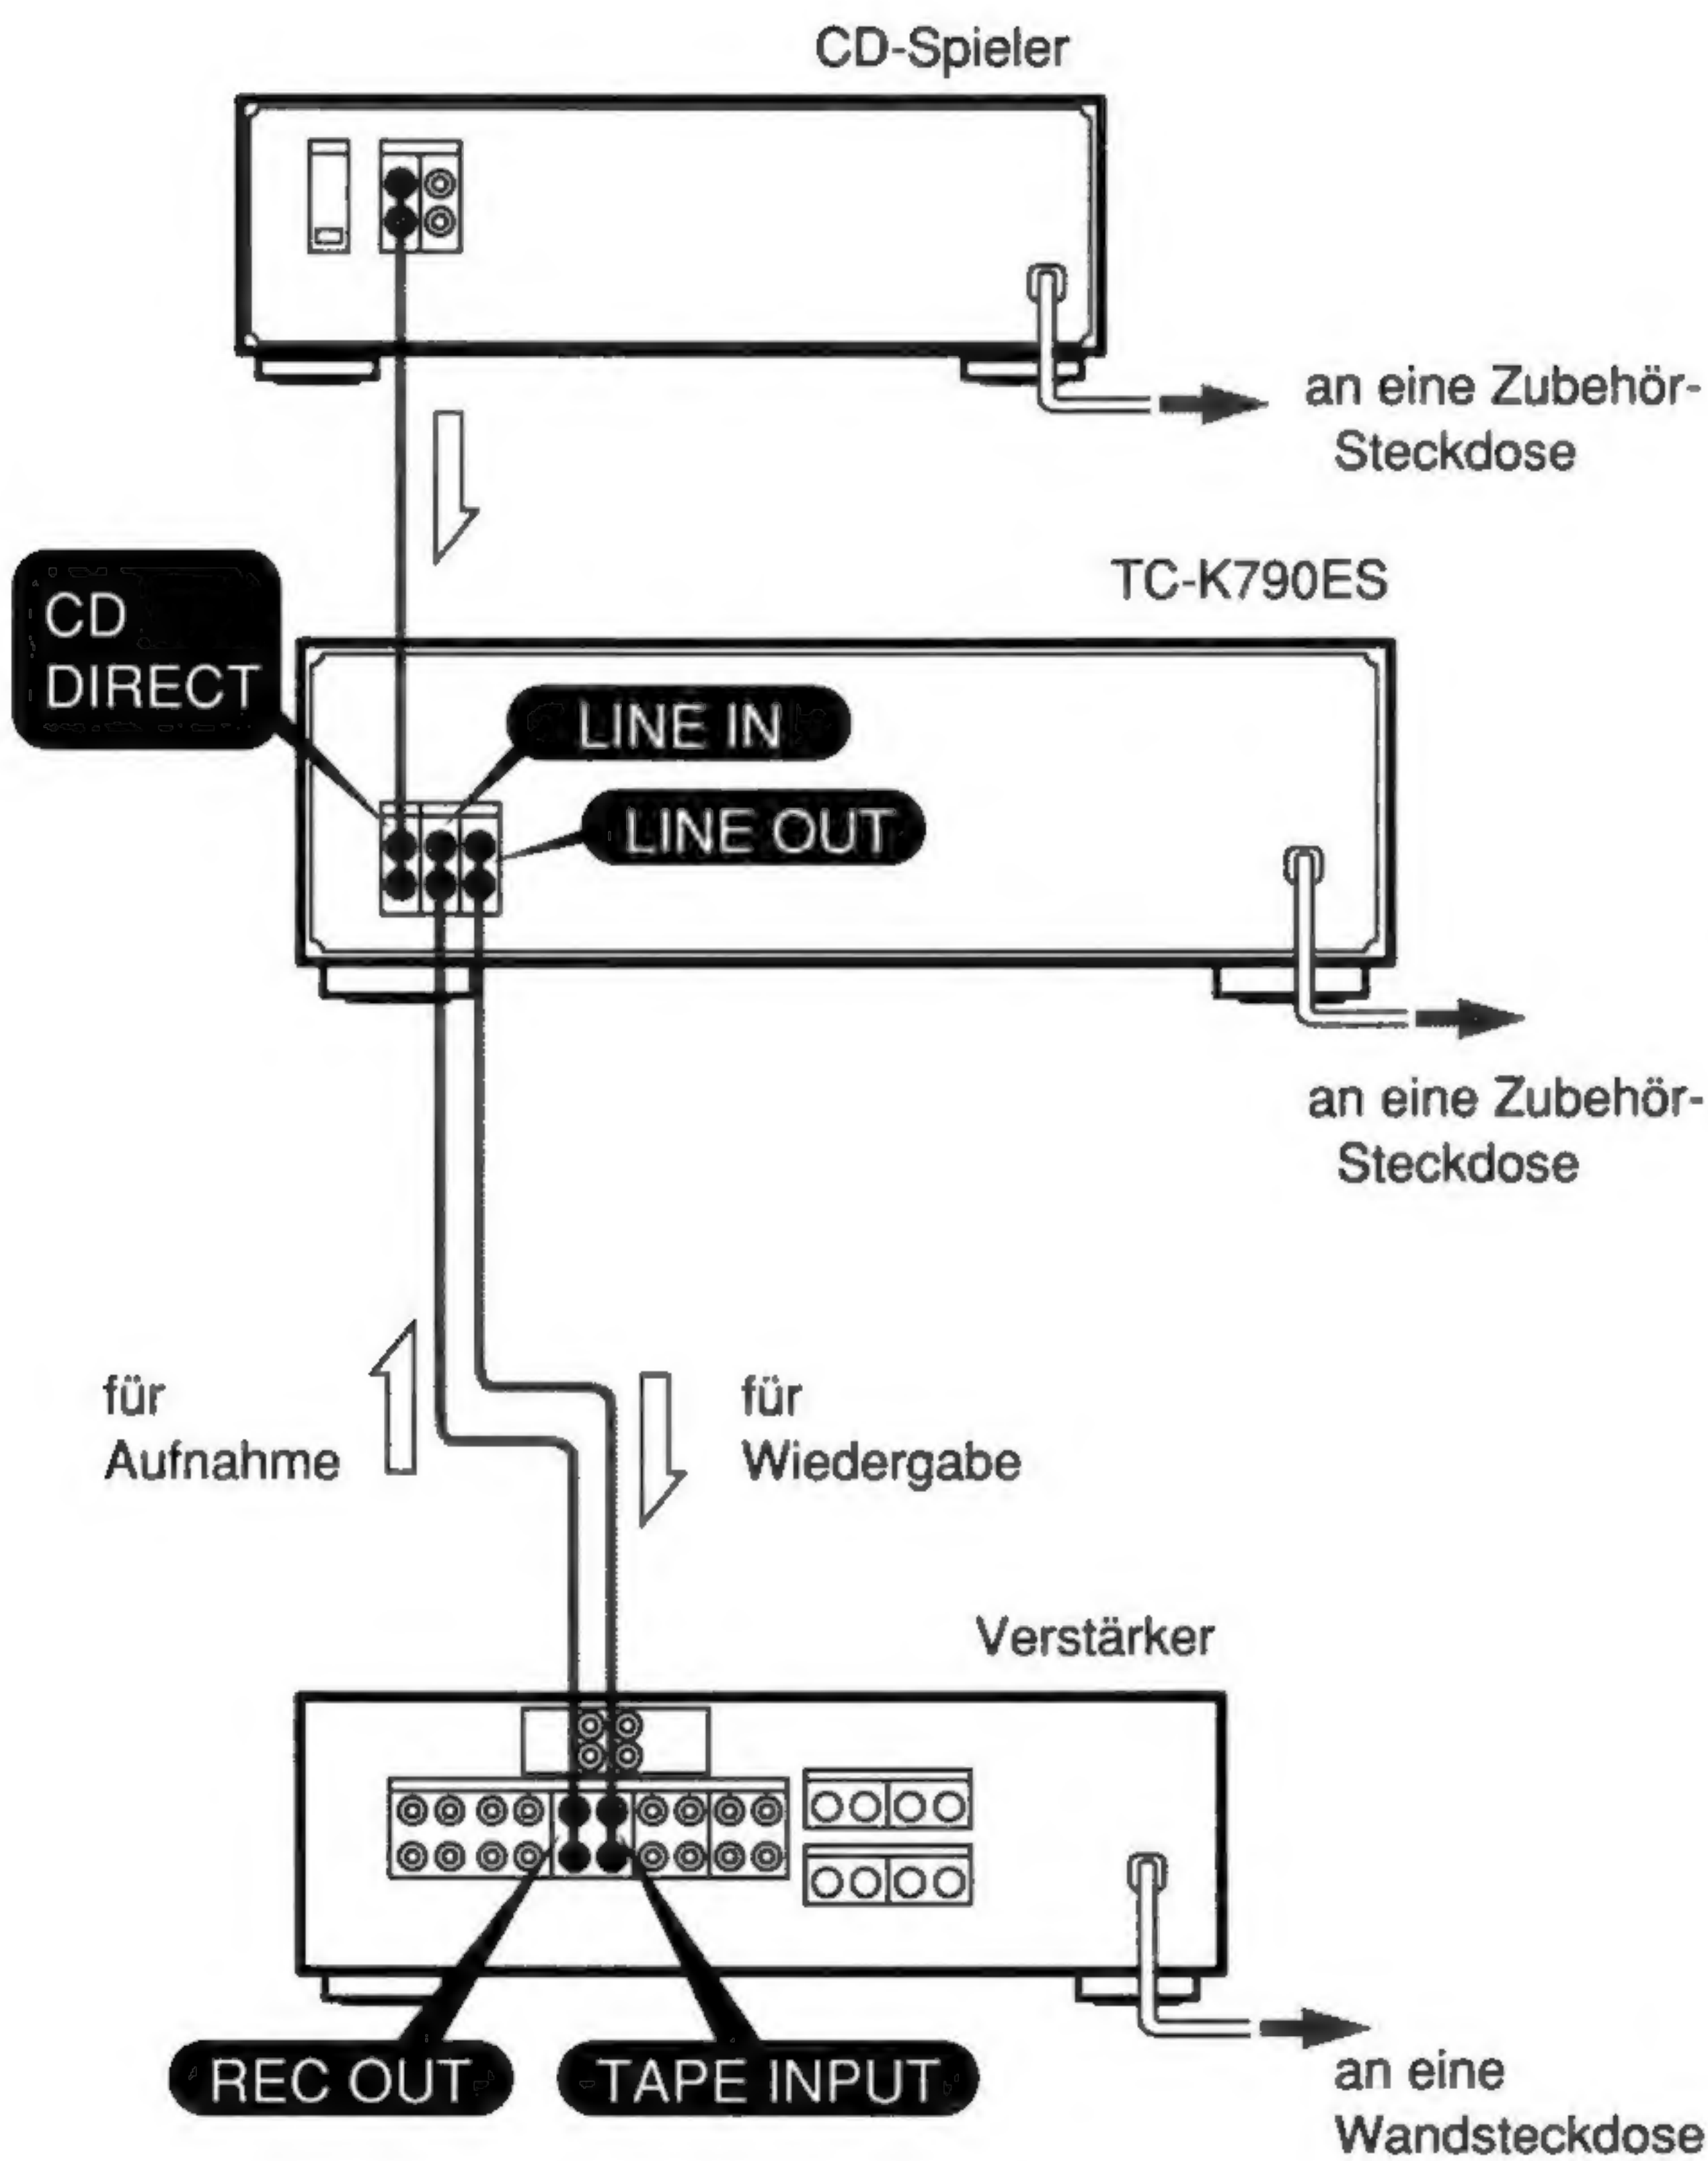 CD-Spieler
an eine Zubehör-
Steckdose
TC-K790ES
CD
DIRECT
LINE IN
LINE OUT
an eine Zubehör-
Steckdose
für
Aufnahme
für
Wiedergabe
Verstärker
REC OUT
TAPE INPUT
an eine
Wandsteckdose